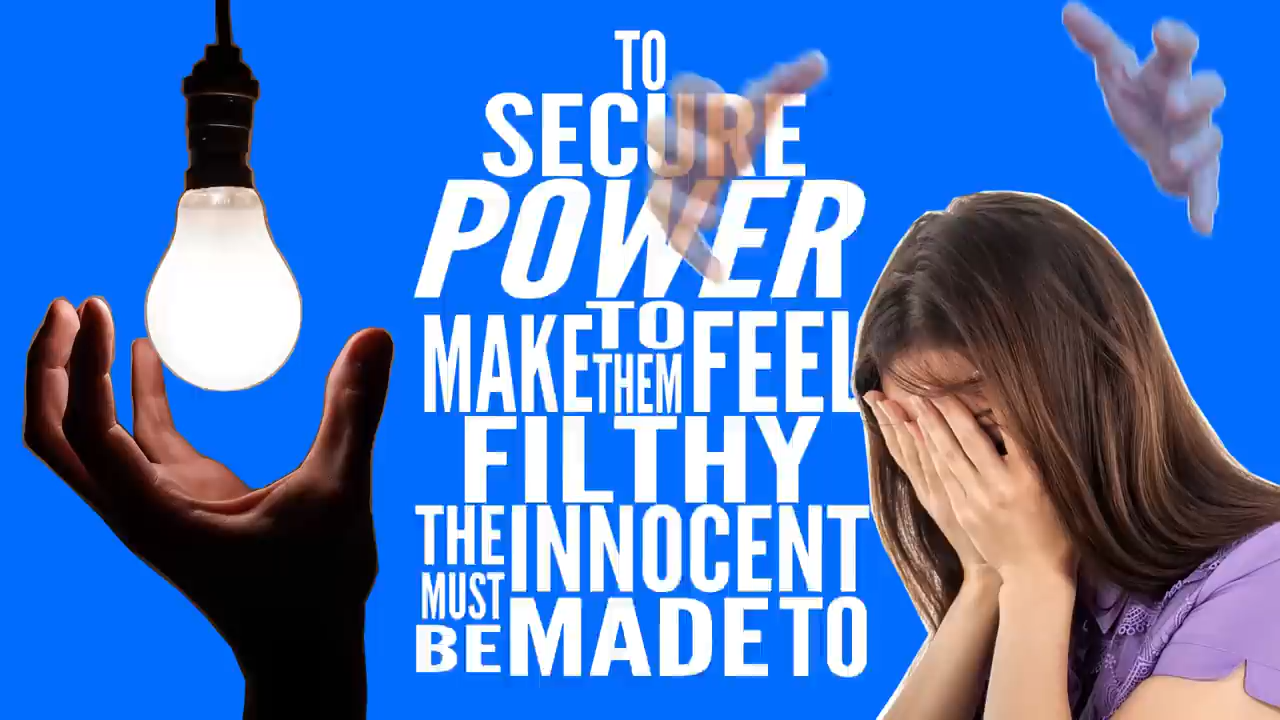 TO
SECURE
POWER
TO
MAKE THEM FEEL
FILTHY
THE INNOCENT
MUST
BE MADE TO